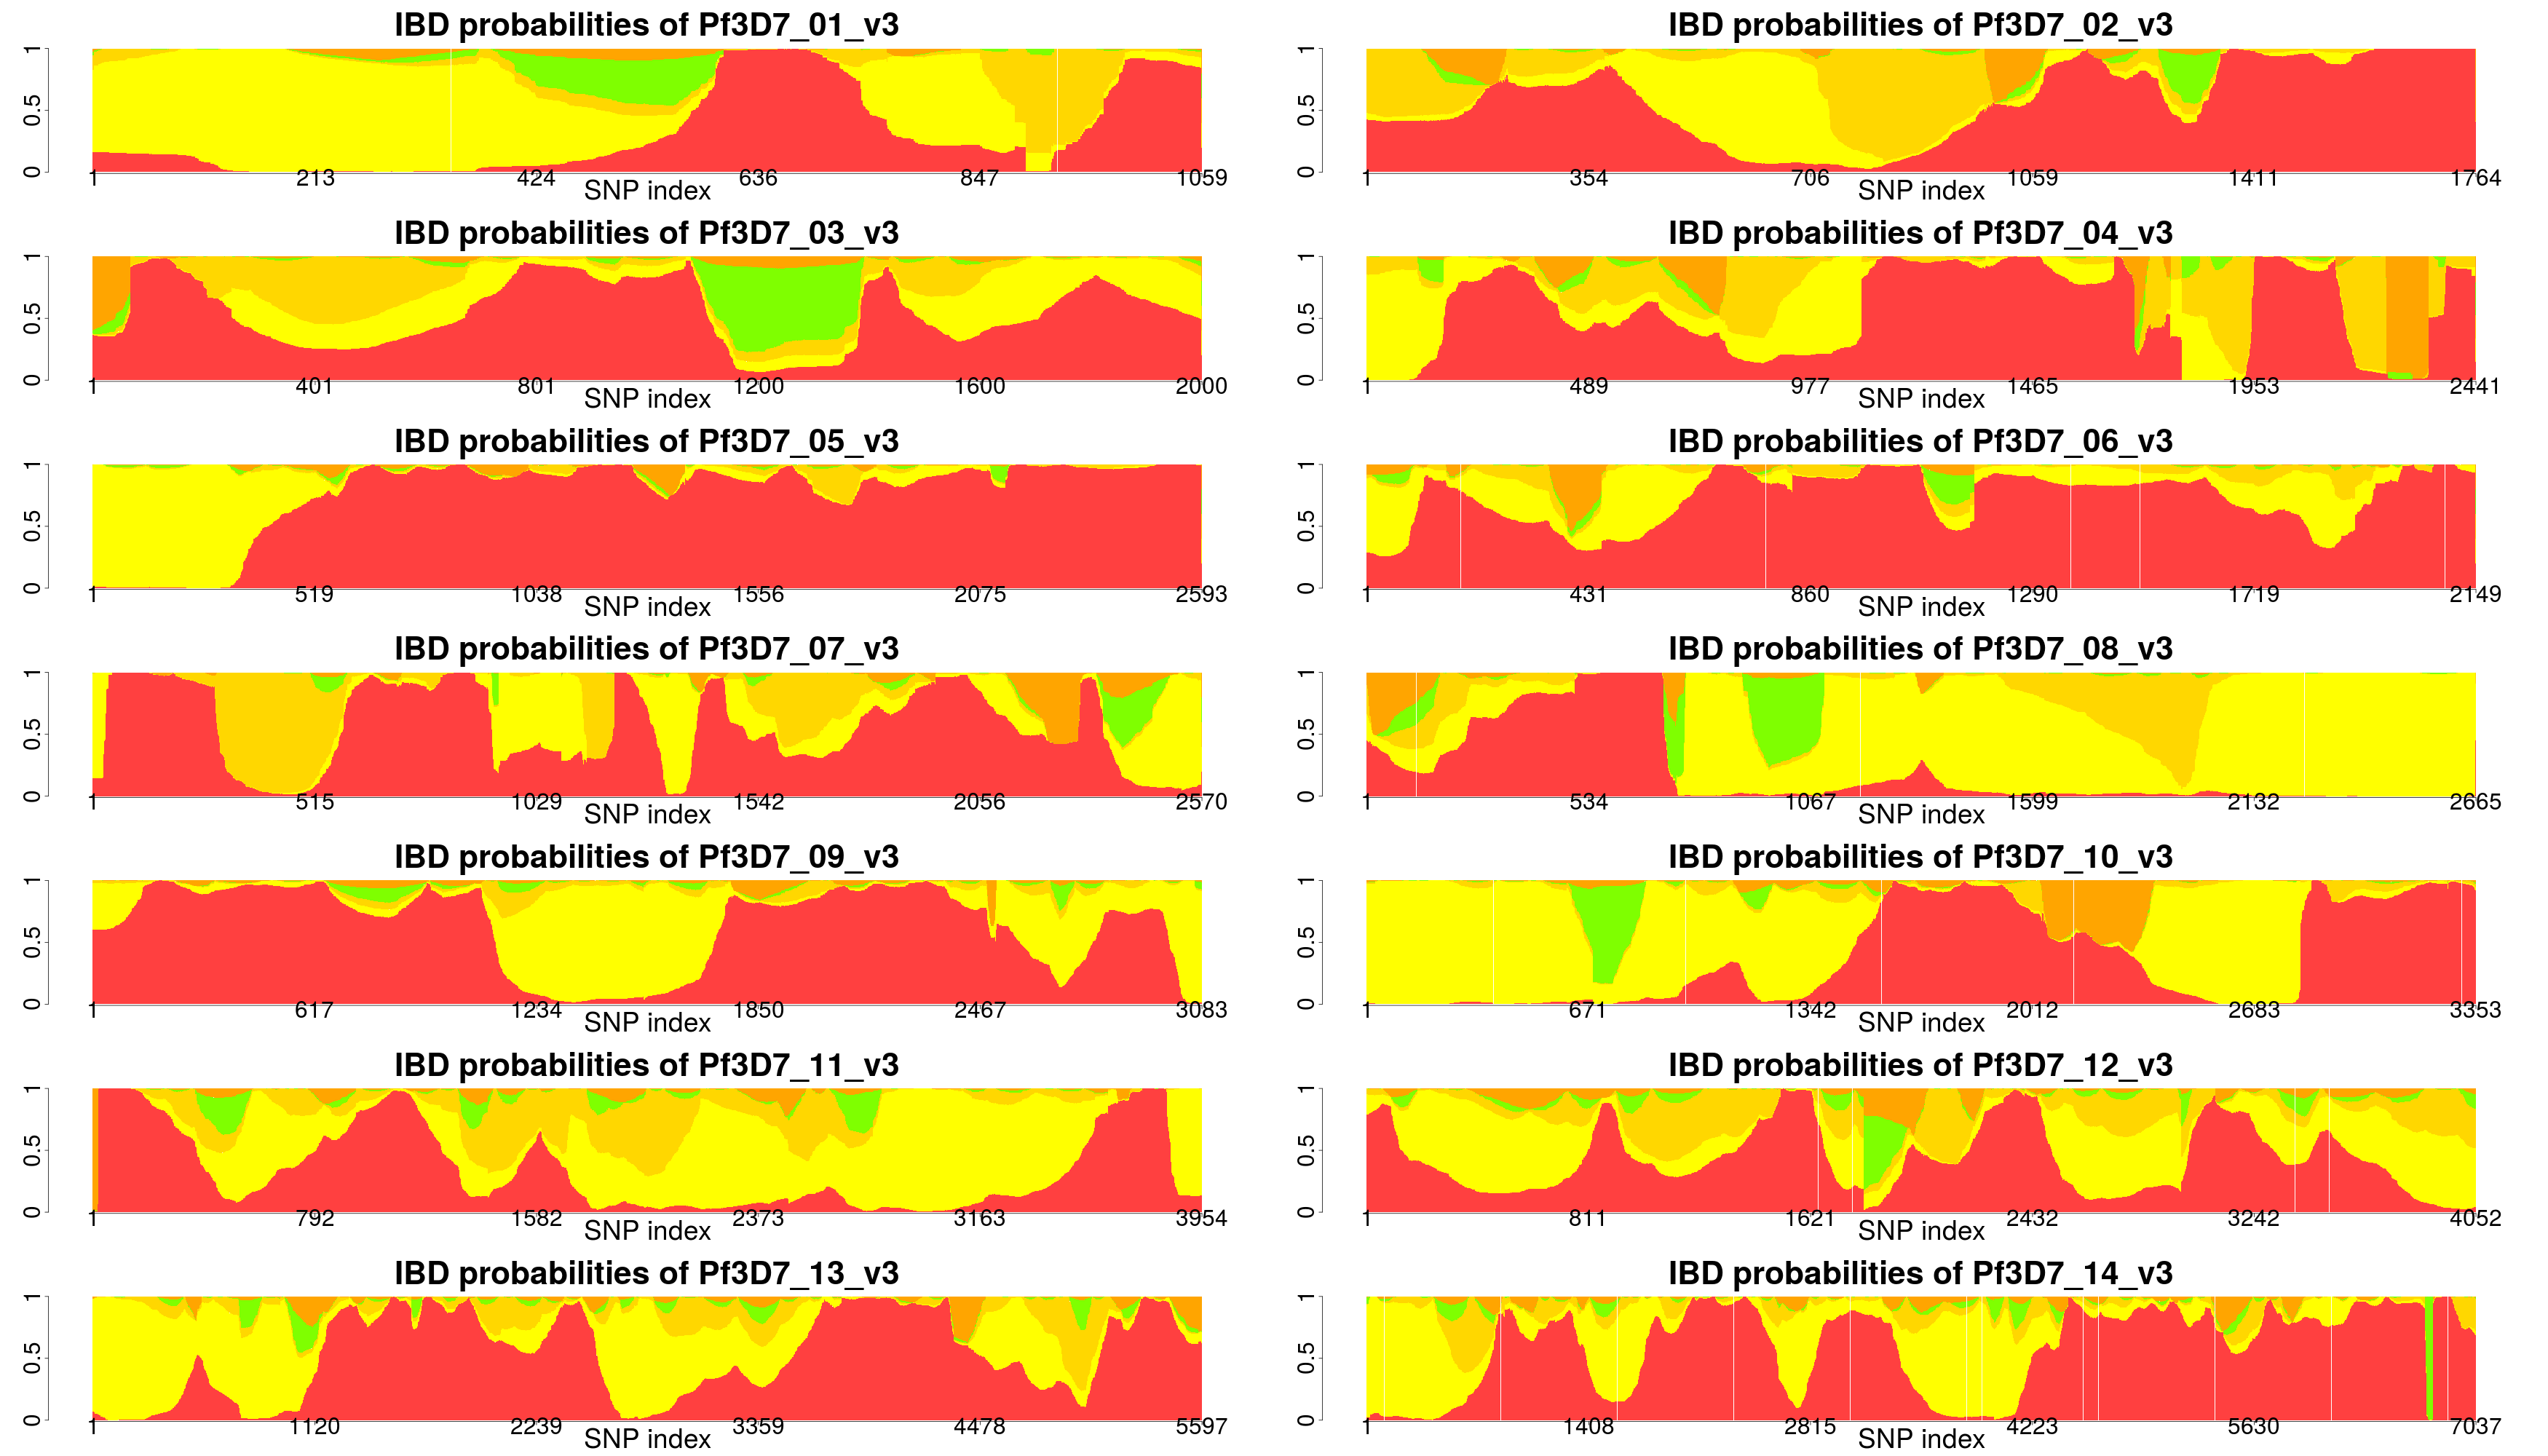 IBD probabilities of Pf3D7_01_v3
0 0.5 1
1 213 424 636 847 1059
SNP index
IBD probabilities of Pf3D7_02_v3
0 0.5 1
1 354 706 1059 1411 1764
SNP index
IBD probabilities of Pf3D7_03_v3
0 0.5 1
1 401 801 1200 1600 2000
SNP index
IBD probabilities of Pf3D7_04_v3
0 0.5 1
1 489 977 1465 1953 2441
SNP index
IBD probabilities of Pf3D7_05_v3
0 0.5 1
1 519 1038 1556 2075 2593
SNP index
IBD probabilities of Pf3D7_06_v3
0 0.5 1
1 431 860 1290 1719 2149
SNP index
IBD probabilities of Pf3D7_07_v3
0 0.5 1
1 515 1029 1542 2056 2570
SNP index
IBD probabilities of Pf3D7_08_v3
0 0.5 1
1 534 1067 1599 2132 2665
SNP index
IBD probabilities of Pf3D7_09_v3
0 0.5 1
1 617 1234 1850 2467 3083
SNP index
IBD probabilities of Pf3D7_10_v3
0 0.5 1
1 671 1342 2012 2683 3353
SNP index
IBD probabilities of Pf3D7_11_v3
0 0.5 1
1 792 1582 2373 3163 3954
SNP index
IBD probabilities of Pf3D7_12_v3
0 0.5 1
1 811 1621 2432 3242 4052
SNP index
IBD probabilities of Pf3D7_13_v3
0 0.5 1
1 1120 2239 3359 4478 5597
SNP index
IBD probabilities of Pf3D7_14_v3
0 0.5 1
1 1408 2815 4223 5630 7037
SNP index